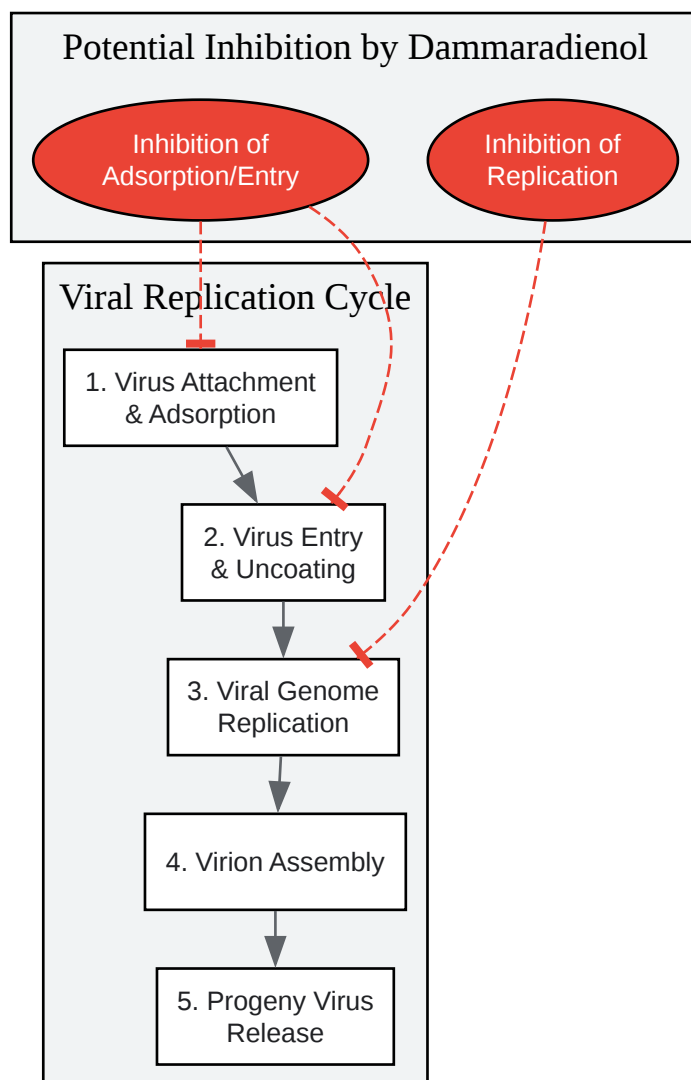 Potential Inhibition by Dammaradienol
Inhibition of
Adsorption/Entry
Inhibition of
Replication
Viral Replication Cycle
1. Virus Attachment
& Adsorption
2. Virus Entry
& Uncoating
3. Viral Genome
Replication
4. Virion Assembly
5. Progeny Virus
Release